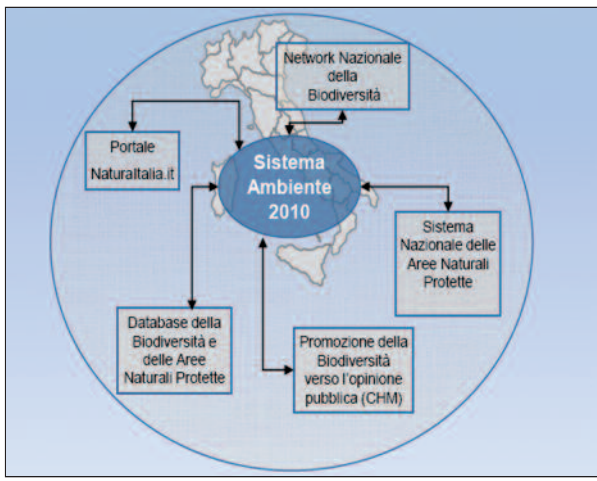 Network Nazionale
della
Biodiversità
Portale
NaturaItalia.it
Sistema
Ambiente
2010
Sistema
Nazionale delle
Aree Naturali
Protette
Database della
Biodiversità e
delle Aree
Naturali Protette
Promozione della
Biodiversità
verso l'opinione
pubblica (CHM)